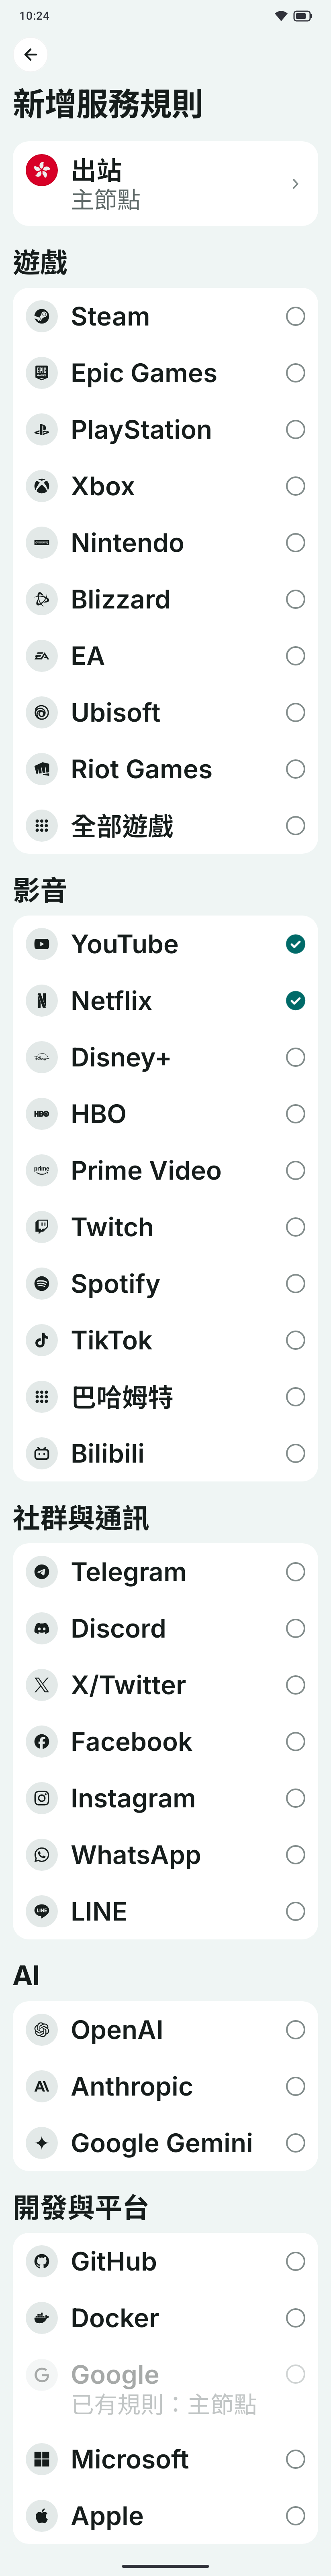 10:24
新增服務規則
出站
主節點
遊戲
Steam
Epic Games
PlayStation
Xbox
Nintendo
Blizzard
EA
Ubisoft
Riot Games
全部遊戲
影音
YouTube
Netflix
Disney+
HBO
Prime Video
Twitch
Spotify
TikTok
巴哈姆特
Bilibili
社群與通訊
Telegram
Discord
X/Twitter
Facebook
Instagram
WhatsApp
LINE
AI
OpenAI
Anthropic
Google Gemini
開發與平台
GitHub
Docker
Google
已有規則：主節點
Microsoft
Apple